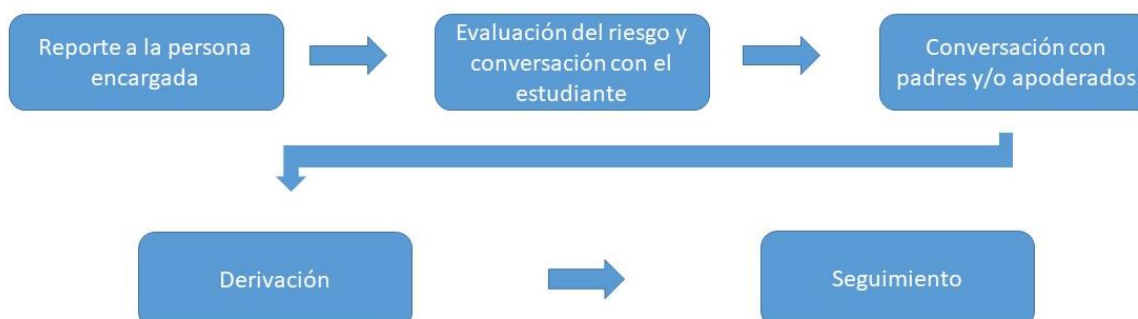 Reporte a la persona
encargada
Evaluación del riesgo y
conversación con el
estudiante
Conversación con
padres y/o apoderados
Derivación
Seguimiento